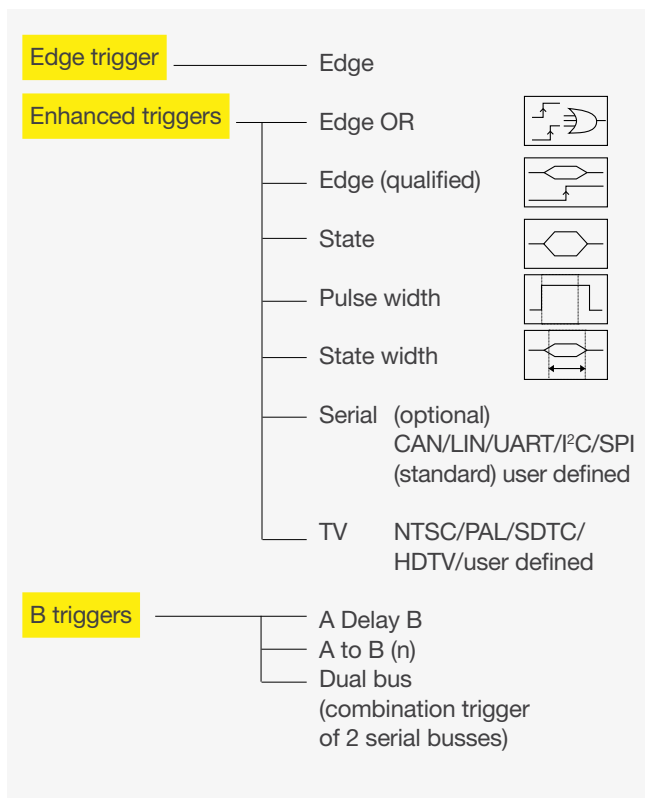 Edge trigger
Edge
Enhanced triggers
Edge OR
Edge (qualified)
State
Pulse width
State width
Serial (optional)
CAN/LIN/UART/I²C/SPI
(standard) user defined
TV NTSC/PAL/SDTC/
HDTV/user defined
B triggers
A Delay B
A to B (n)
Dual bus
(combination trigger
of 2 serial busses)